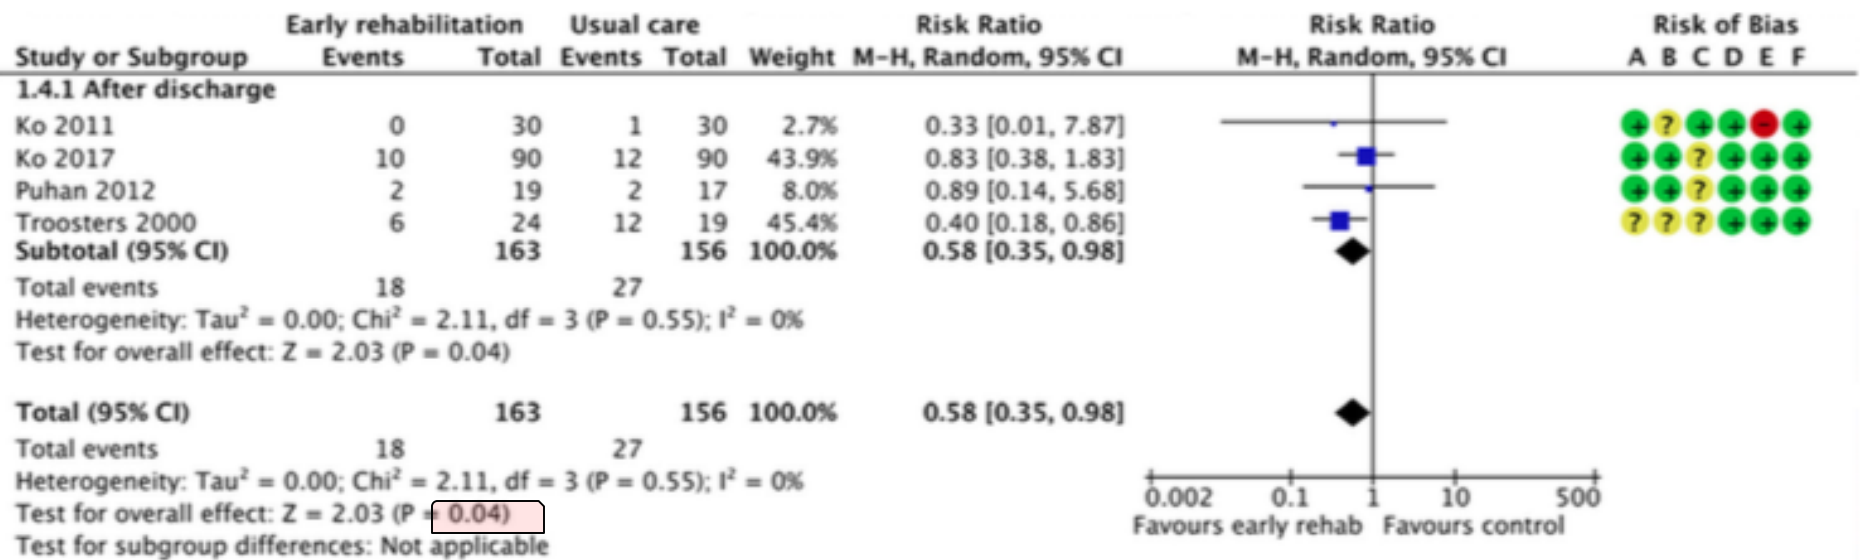 Early rehabilitation Usual care Risk Ratio Risk Ratio Risk of Bias
Study or Subgroup Events Total Events Total Weight M-H, Random, 95% CI M-H, Random, 95% CI A B C D E F
1.4.1 After discharge
Ko 2011 0 30 1 30 2.7% 0.33 [0.01, 7.87] + ? + + - +
Ko 2017 10 90 12 90 43.9% 0.83 [0.38, 1.83] + + ? + + +
Puhan 2012 2 19 2 17 8.0% 0.89 [0.14, 5.68] + + ? + + +
Troosters 2000 6 24 12 19 45.4% 0.40 [0.18, 0.86] ? ? ? + + +
Subtotal (95% CI) 163 156 100.0% 0.58 [0.35, 0.98]
Total events 18 27
Heterogeneity: Tau² = 0.00; Chi² = 2.11, df = 3 (P = 0.55); I² = 0%
Test for overall effect: Z = 2.03 (P = 0.04)
Total (95% CI) 163 156 100.0% 0.58 [0.35, 0.98]
Total events 18 27
Heterogeneity: Tau² = 0.00; Chi² = 2.11, df = 3 (P = 0.55); I² = 0%
Test for overall effect: Z = 2.03 (P = 0.04)
Test for subgroup differences: Not applicable
0.002 0.1 1 10 500
Favours early rehab Favours control